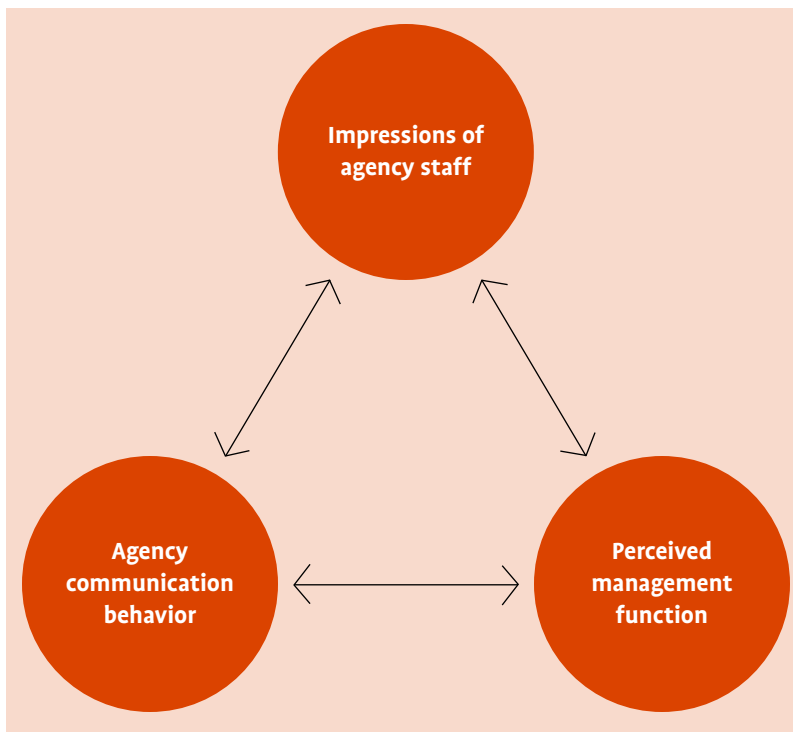 Impressions of
agency staff
Agency
communication
behavior
Perceived
management
function